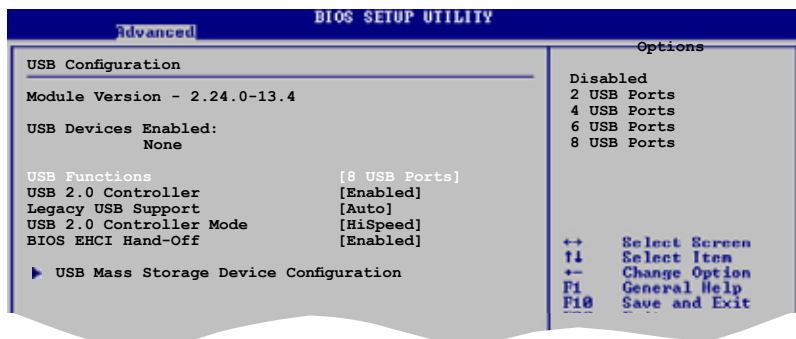 BIOS SETUP UTILITY
Advanced
USB Configuration
Module Version - 2.24.0-13.4
USB Devices Enabled:
None
USB Functions [8 USB Ports]
USB 2.0 Controller [Enabled]
Legacy USB Support [Auto]
USB 2.0 Controller Mode [HiSpeed]
BIOS EHCI Hand-Off [Enabled]
USB Mass Storage Device Configuration
Options
Disabled
2 USB Ports
4 USB Ports
6 USB Ports
8 USB Ports
↔ Select Screen
↑↓ Select Item
+- Change Option
F1 General Help
F10 Save and Exit